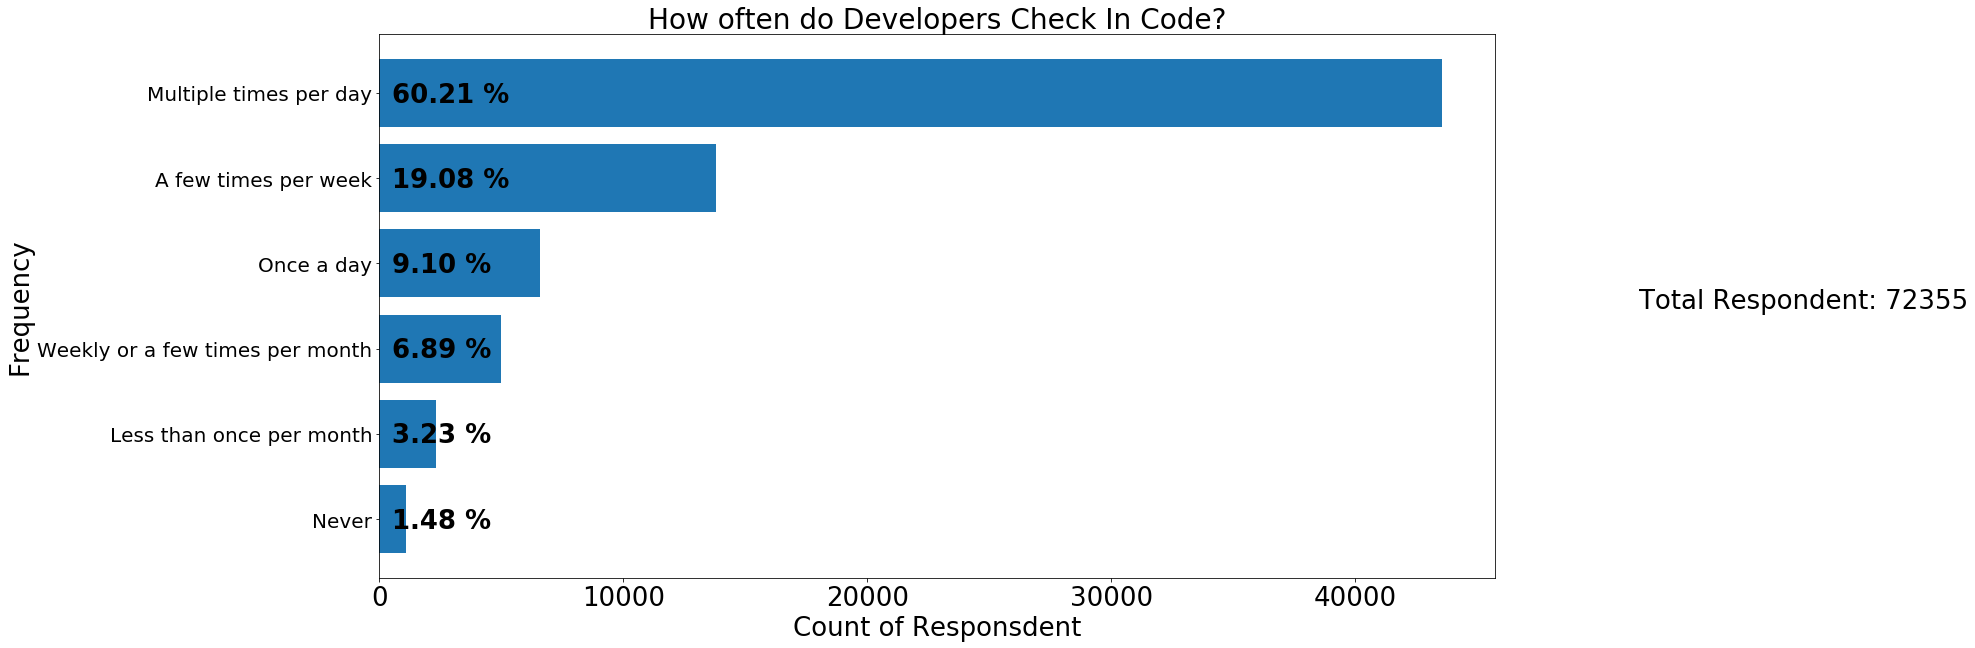 How often do Developers Check In Code?
Multiple times per day
60.21 %
A few times per week
19.08 %
Once a day
9.10 %
Weekly or a few times per month
6.89 %
Less than once per month
3.23 %
Never
1.48 %
Frequency
0 10000 20000 30000 40000
Count of Responsdent
Total Respondent: 72355